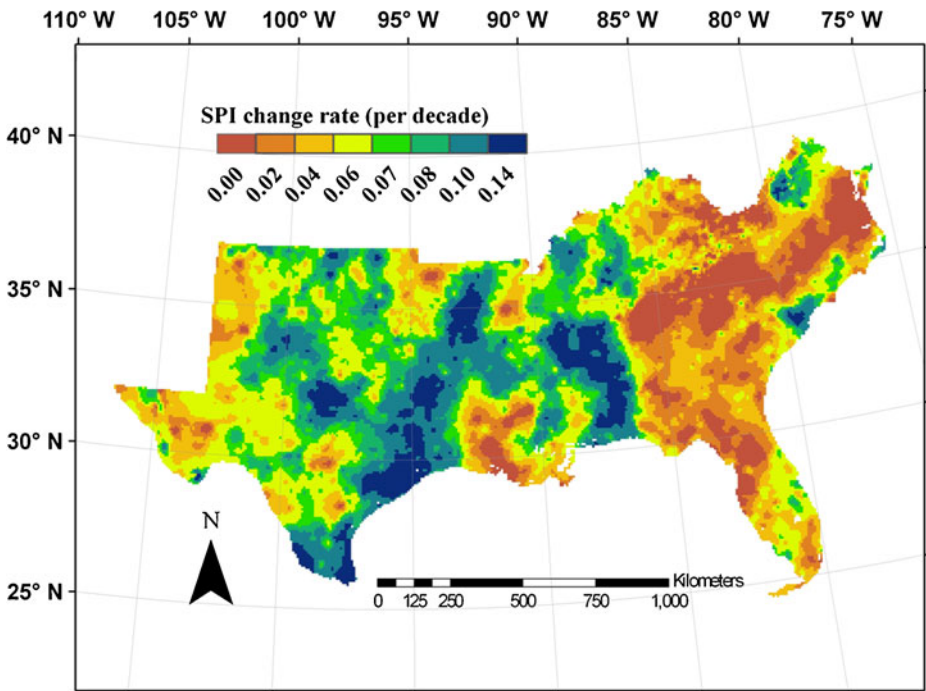 110° W 105° W 100° W 95° W 90° W 85° W 80° W 75° W
SPI change rate (per decade)
0.00 0.02 0.04 0.06 0.07 0.08 0.10 0.14
40° N
35° N
30° N
25° N
N
Kilometers
0 125 250 500 750 1,000